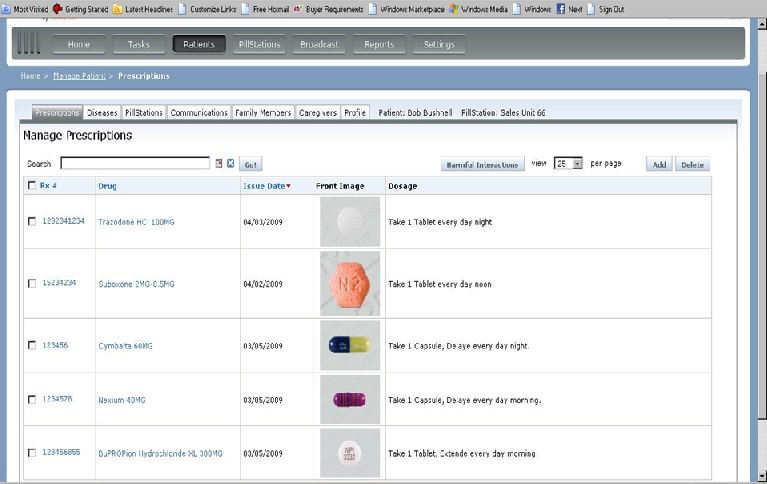 Most Visited Getting Started Latest Headlines Customize Links Free Hotmail Buyer Requirements Windows Marketplace Windows Media Windows Next Sign Out
Home Tasks Patients PillStations Broadcast Reports Settings
Home > Manage Patient > Prescriptions
Prescriptions Diseases PillStations Communications Family Members Caregivers Profile Patient: Bob Bushnell PillStation: Sales Unit 66
Manage Prescriptions
Search Go! Harmful Interactions view 25 per page Add Delete
Rx # Drug Issue Date Front Image Dosage
1232341234 Trazodone HCl 100MG 04/03/2009 Take 1 Tablet every day night
15234234 Suboxone 2MG-0.5MG 04/02/2009 N2 Take 1 Tablet every day noon.
123456 Cymbalta 60MG 03/05/2009 Take 1 Capsule, Delaye every day night.
1234578 Nexium 40MG 03/05/2009 Take 1 Capsule, Delaye every day morning.
123456855 BuPROPion Hydrochloride XL 300MG 03/05/2009 Take 1 Tablet, Extende every day morning